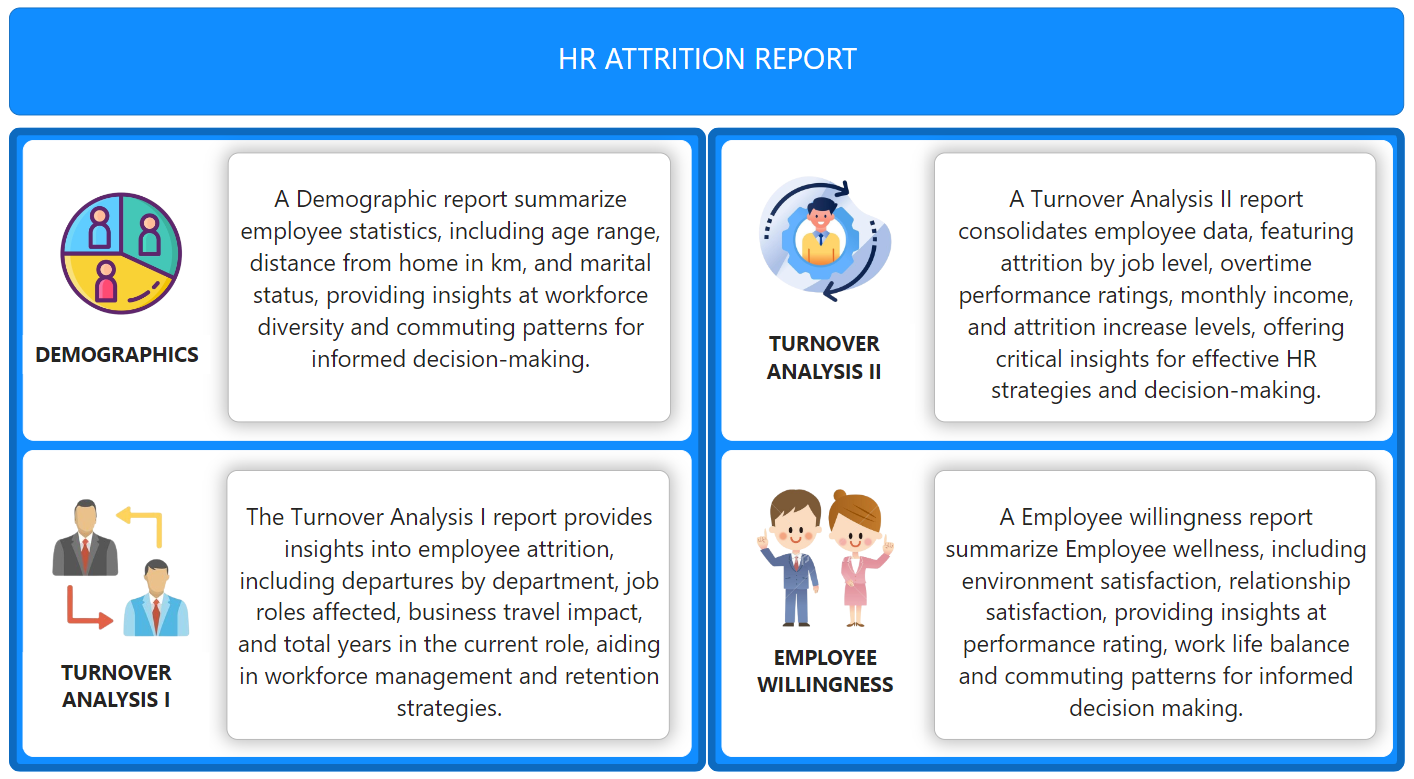 HR ATTRITION REPORT
DEMOGRAPHICS
A Demographic report summarize
employee statistics, including age range,
distance from home in km, and marital
status, providing insights at workforce
diversity and commuting patterns for
informed decision-making.
TURNOVER
ANALYSIS II
A Turnover Analysis II report
consolidates employee data, featuring
attrition by job level, overtime
performance ratings, monthly income,
and attrition increase levels, offering
critical insights for effective HR
strategies and decision-making.
TURNOVER
ANALYSIS I
The Turnover Analysis I report provides
insights into employee attrition,
including departures by department, job
roles affected, business travel impact,
and total years in the current role, aiding
in workforce management and retention
strategies.
EMPLOYEE
WILLINGNESS
A Employee willingness report
summarize Employee wellness, including
environment satisfaction, relationship
satisfaction, providing insights at
performance rating, work life balance
and commuting patterns for informed
decision making.